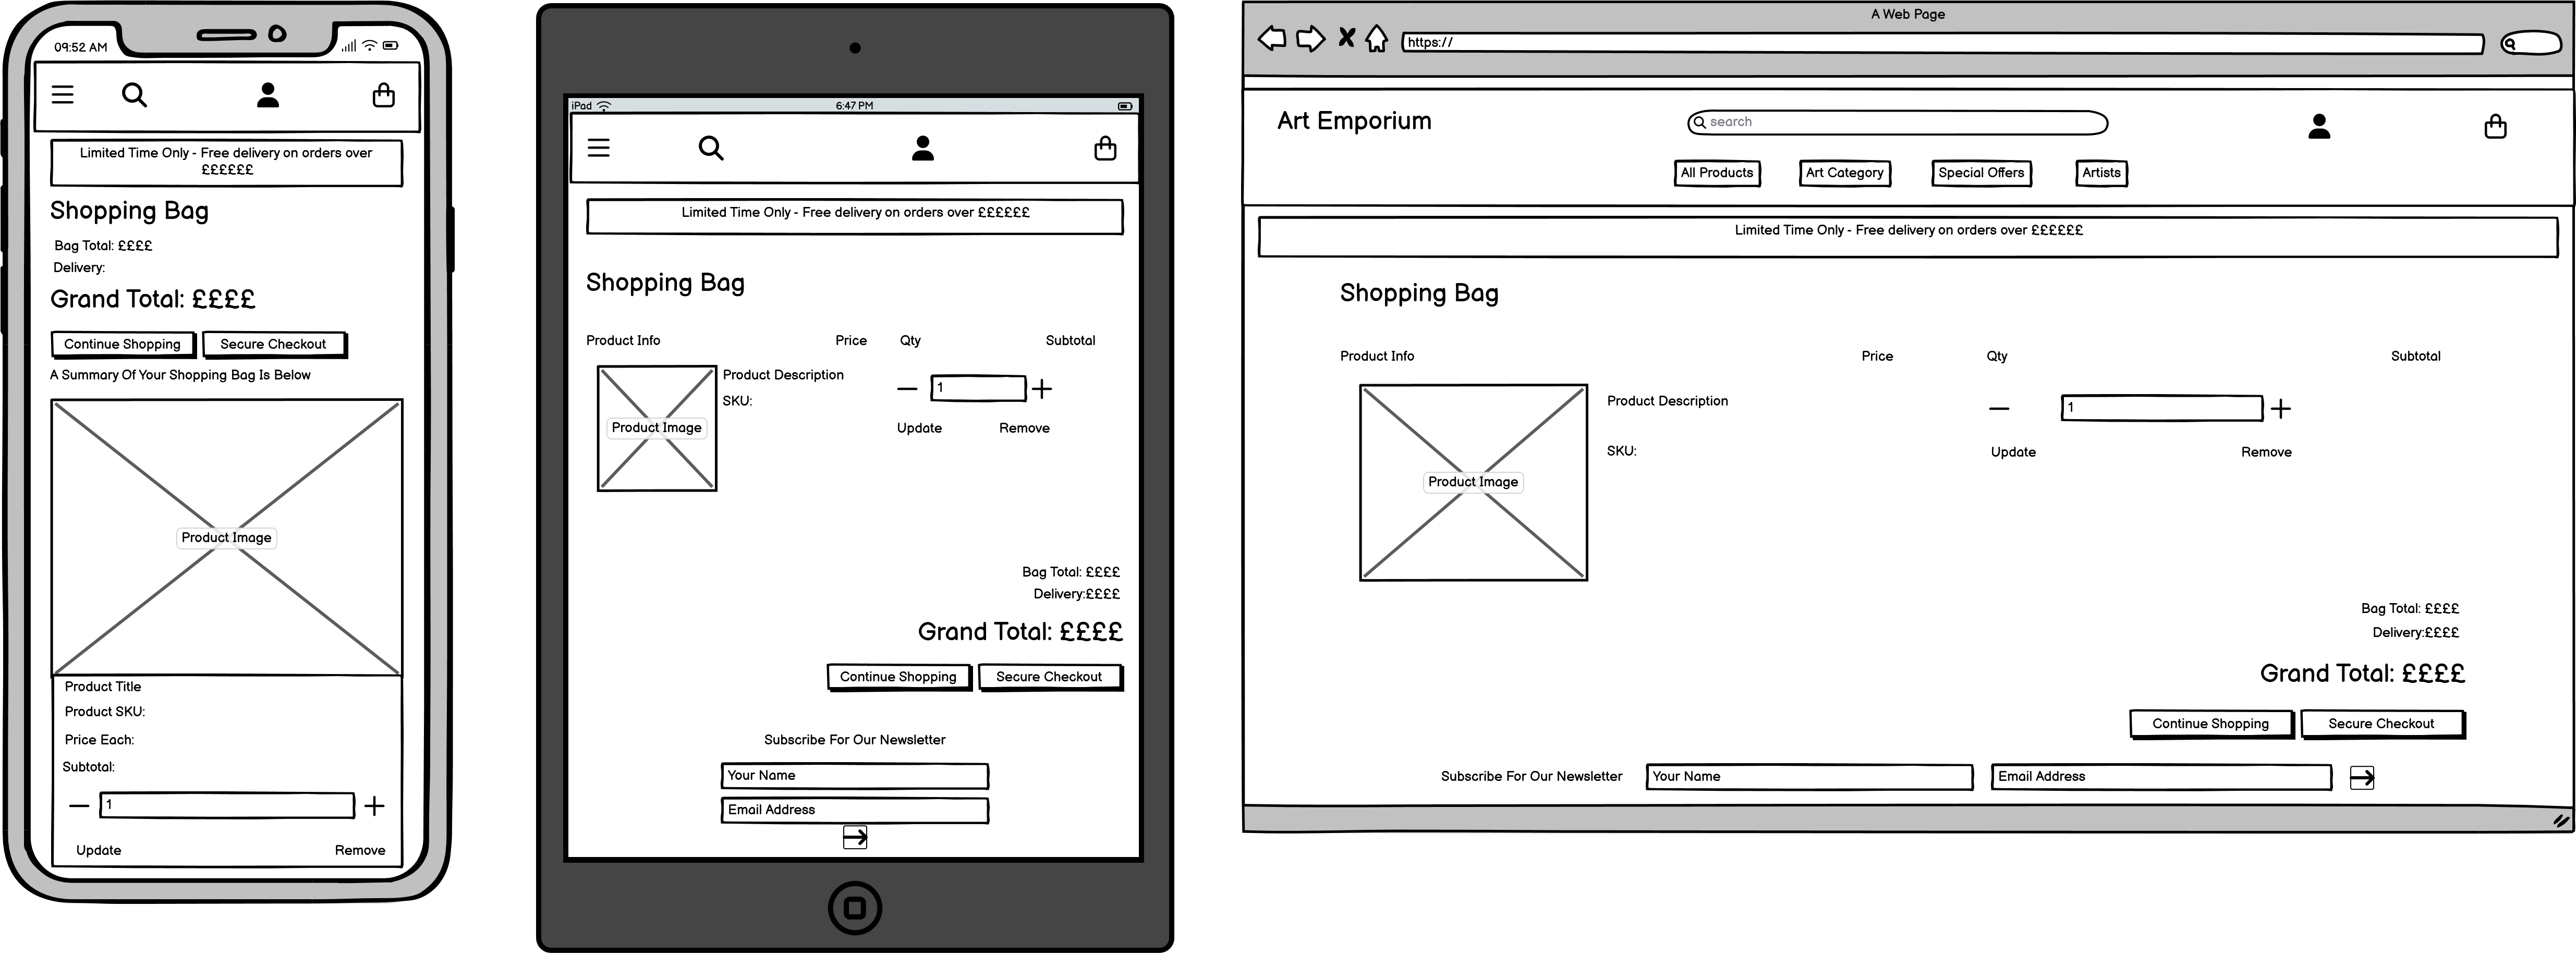 09:52 AM
Limited Time Only - Free delivery on orders over
££££££
Shopping Bag
Bag Total: ££££
Delivery:
Grand Total: ££££
Continue Shopping
Secure Checkout
A Summary Of Your Shopping Bag Is Below
Product Image
Product Title
Product SKU:
Price Each:
Subtotal:
1
Update
Remove
iPad
6:47 PM
Limited Time Only - Free delivery on orders over ££££££
Shopping Bag
Product Info
Price
Qty
Subtotal
Product Description
1
SKU:
Product Image
Update
Remove
Bag Total: ££££
Delivery:££££
Grand Total: ££££
Continue Shopping
Secure Checkout
Subscribe For Our Newsletter
Your Name
Email Address
A Web Page
https://
Art Emporium
search
All Products
Art Category
Special Offers
Artists
Limited Time Only - Free delivery on orders over ££££££
Shopping Bag
Product Info
Price
Qty
Subtotal
Product Description
1
SKU:
Update
Remove
Product Image
Bag Total: ££££
Delivery:££££
Grand Total: ££££
Continue Shopping
Secure Checkout
Subscribe For Our Newsletter
Your Name
Email Address